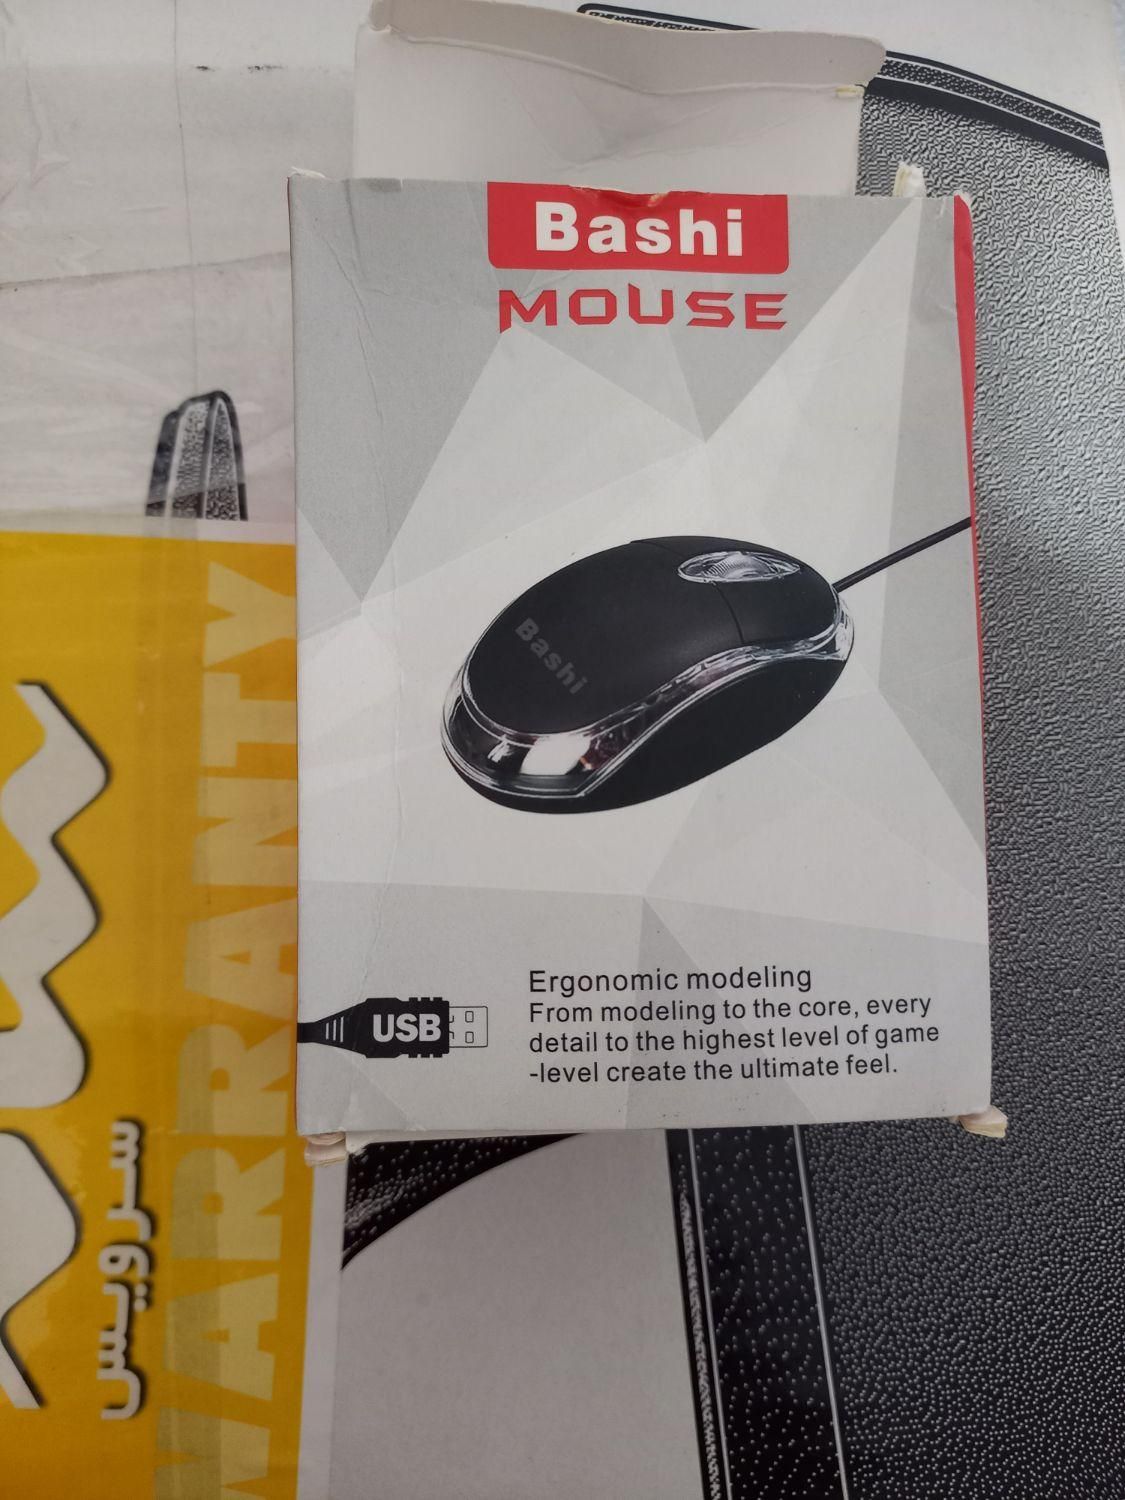 Bashi
MOUSE
Bashi
USB
Ergonomic modeling
From modeling to the core, every
detail to the highest level of game
-level create the ultimate feel.
WARRANTY
WARRANTY
سرویس